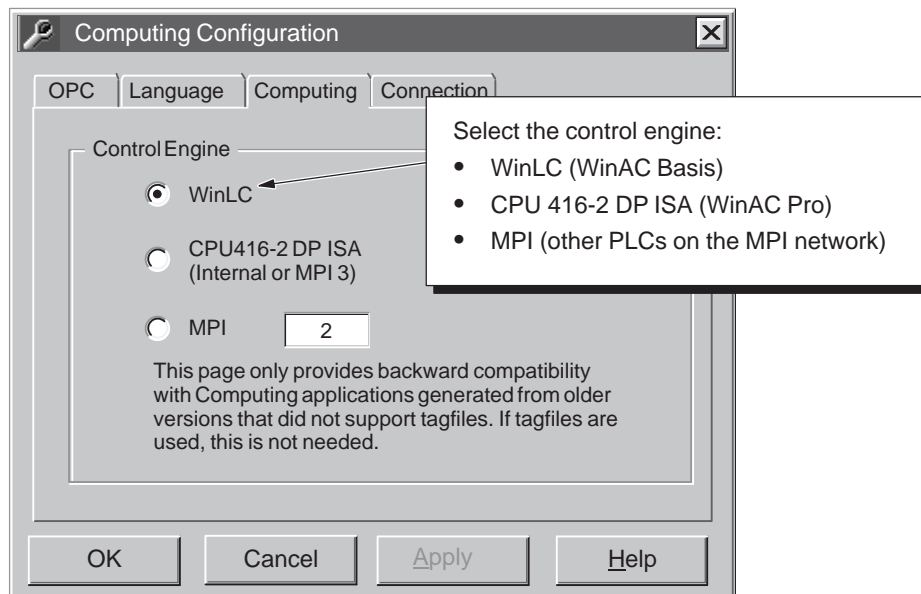 Computing Configuration
OPC
Language
Computing
Connection
Control Engine
WinLC
CPU416-2 DP ISA
(Internal or MPI 3)
MPI
2
This page only provides backward compatibility
with Computing applications generated from older
versions that did not support tagfiles. If tagfiles are
used, this is not needed.
Select the control engine:
• WinLC (WinAC Basis)
• CPU 416-2 DP ISA (WinAC Pro)
• MPI (other PLCs on the MPI network)
OK
Cancel
Apply
Help